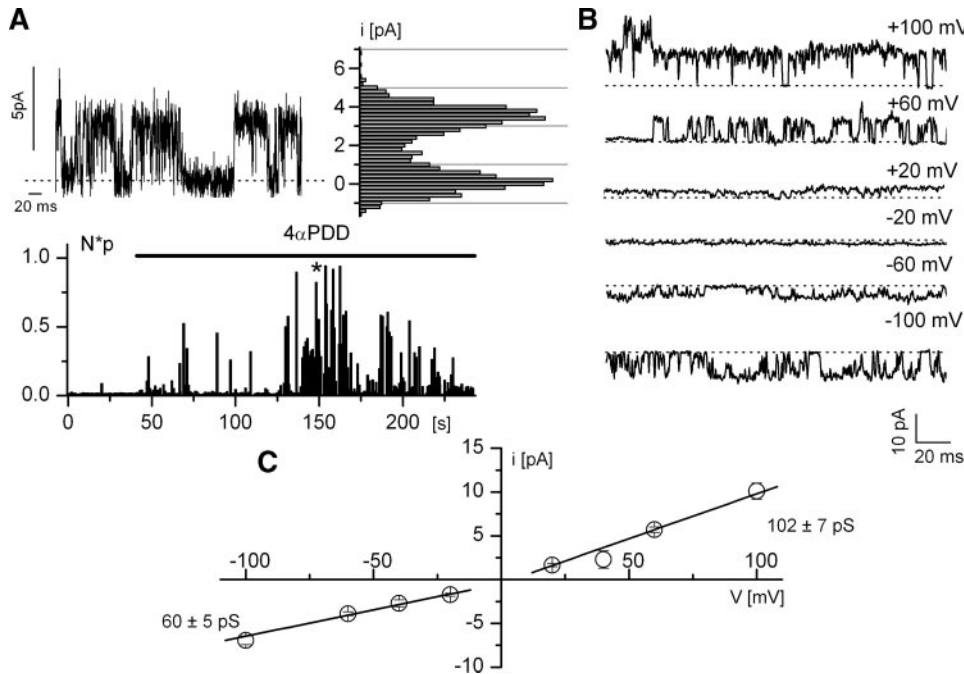 A
5pA
20 ms
i [pA]
4
2
0
N*p
4αPDD
*
1.0
0.5
0.0
0 50 100 150 200 [s]
B
+100 mV
+60 mV
+20 mV
-20 mV
-60 mV
-100 mV
10 pA
20 ms
C
i [pA]
15
10
5
-5
-10
-100 -50 50 100
V [mV]
102 ± 7 pS
60 ± 5 pS